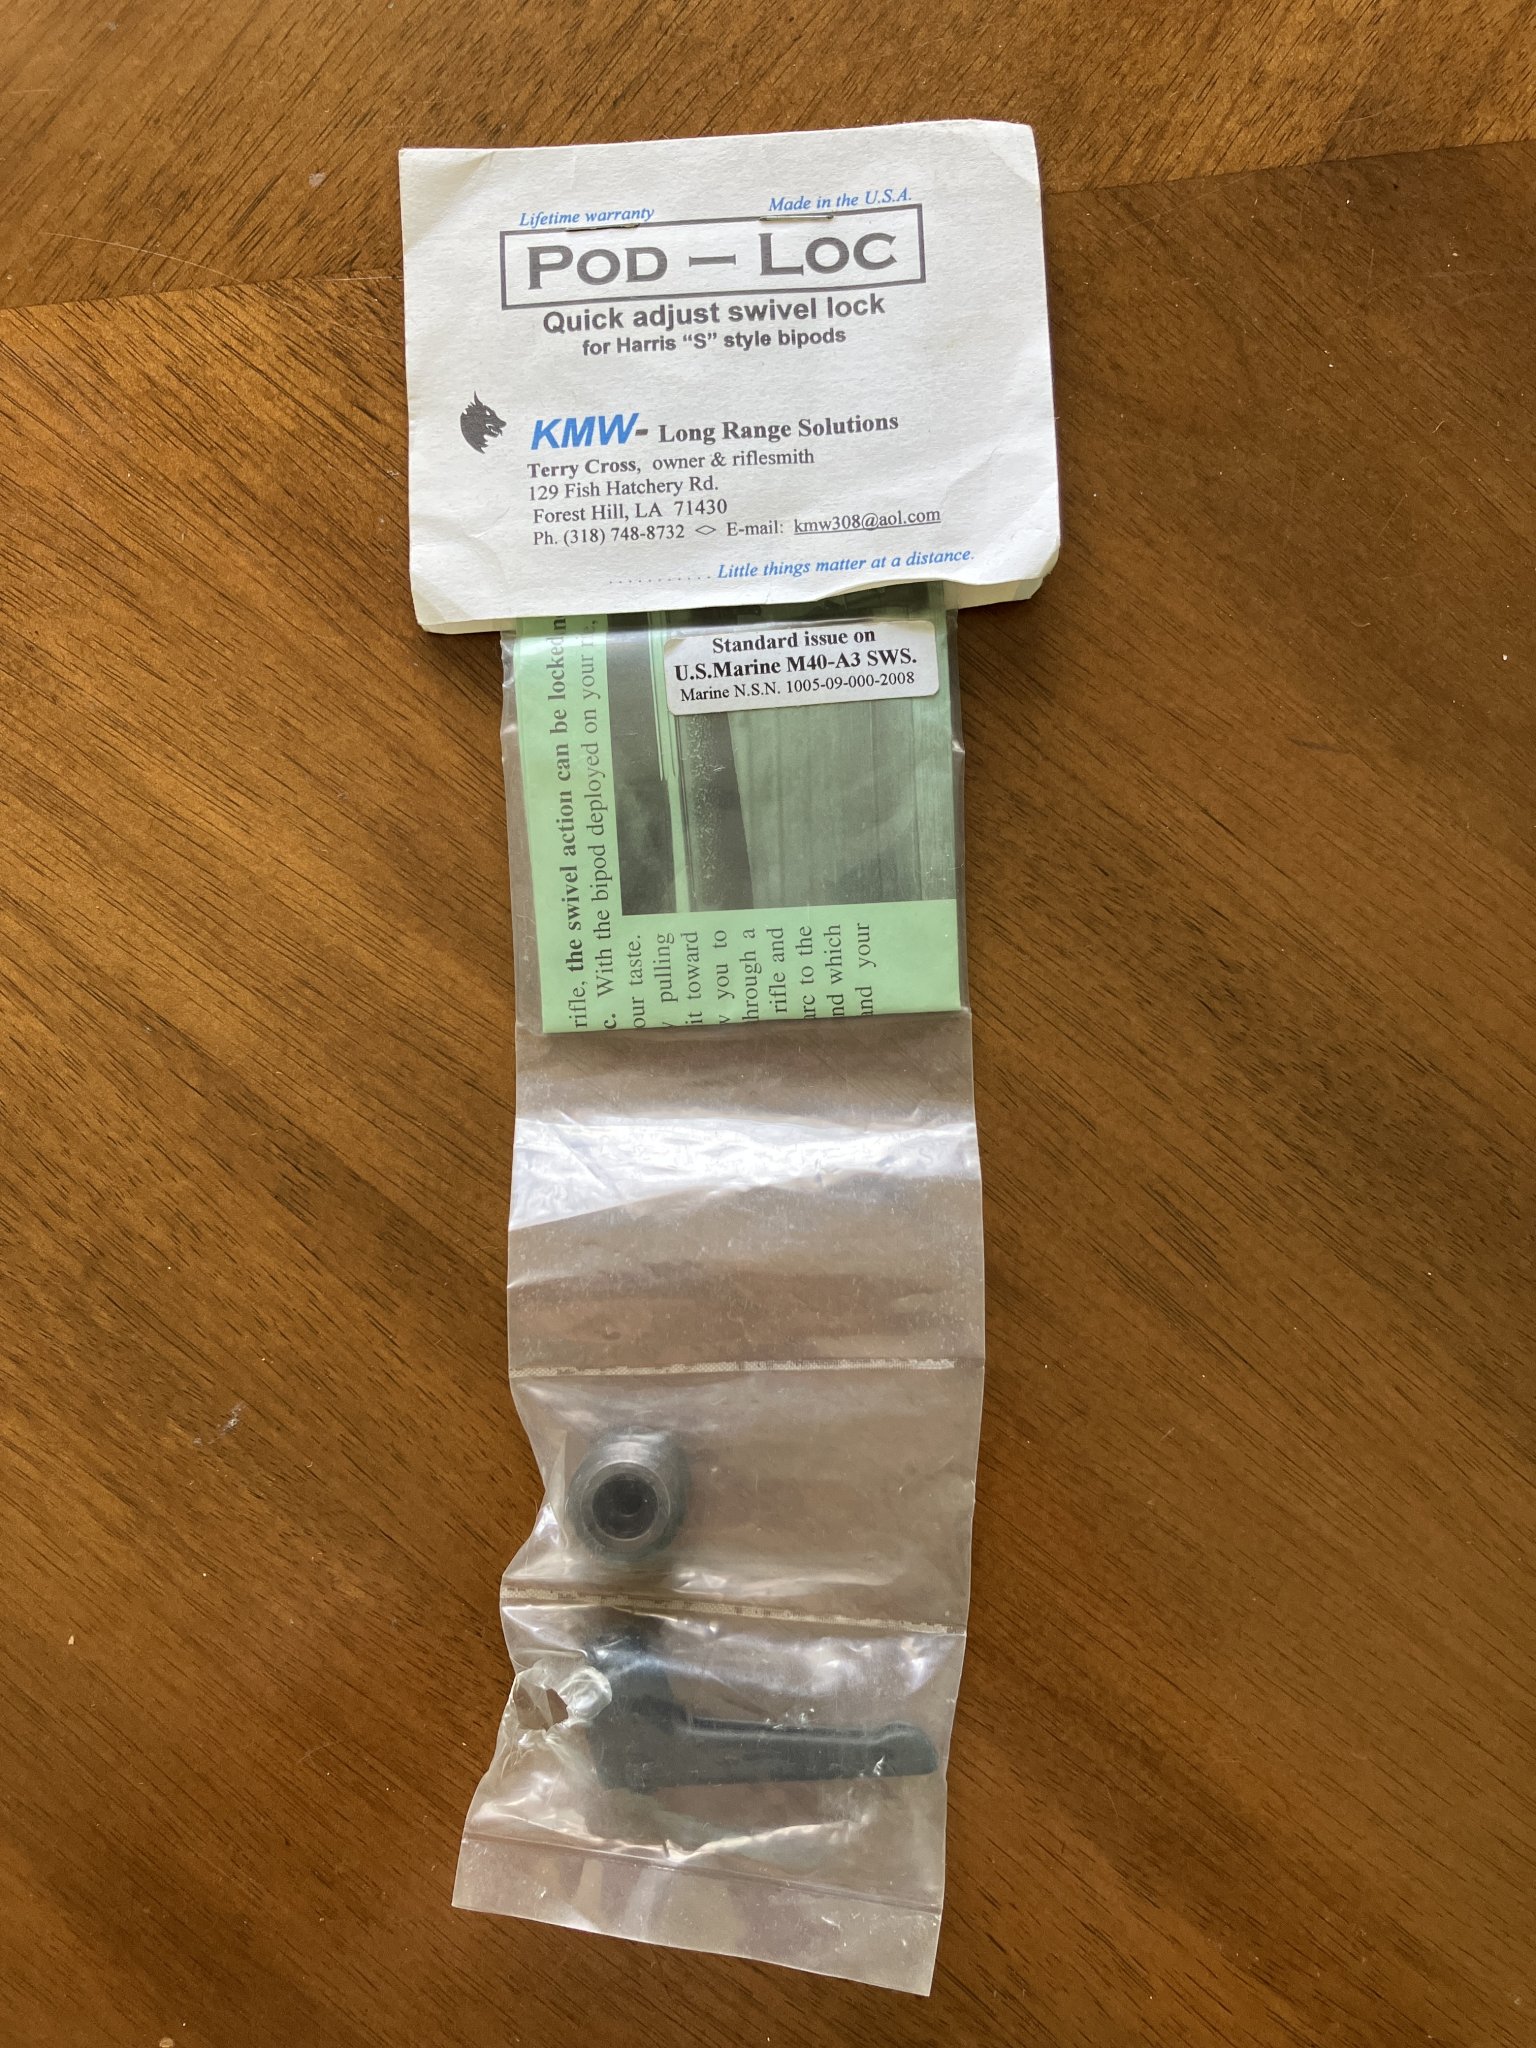 Lifetime warranty
Made in the U.S.A.
POD – LOC
Quick adjust swivel lock
for Harris “S” style bipods
KMW- Long Range Solutions
Terry Cross, owner & riflesmith
129 Fish Hatchery Rd.
Forest Hill, LA 71430
Ph. (318) 748-8732 <> E-mail: kmw308@aol.com
........... Little things matter at a distance.
Standard issue on
U.S.Marine M40-A3 SWS.
Marine N.S.N. 1005-09-000-2008
rifle, the swivel action can be locked
c. With the bipod deployed on your
our taste.
pulling
it toward
you to
hrough a
rifle and
arc to the
nd which
and your